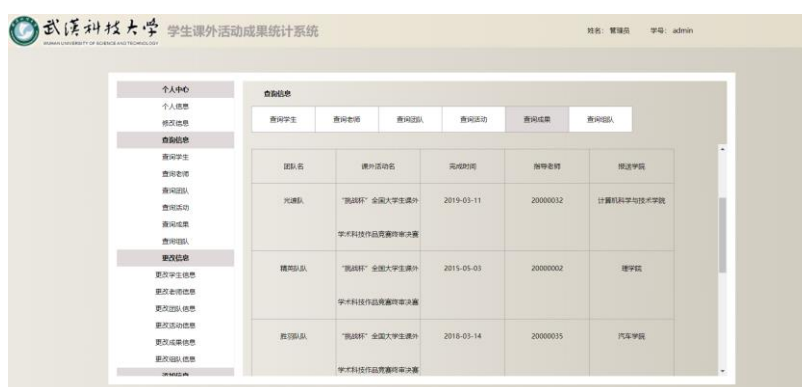 武汉科技大学 学生课外活动成果统计系统
WUHAN UNIVERSITY OF SCIENCE AND TECHNOLOGY
姓名: 管理员 学号: admin
个人中心
个人信息
修改信息
查询信息
查询学生
查询老师
查询团队
查询活动
查询成果
查询组队
更改信息
更改学生信息
更改老师信息
更改团队信息
更改活动信息
更改成果信息
更改组队信息
添加信息
查询信息
查询学生 查询老师 查询团队 查询活动 查询成果 查询组队
团队名 课外活动名 完成时间 指导老师 报送学院
光速队 “挑战杯”全国大学生课外 2019-03-11 20000032 计算机科学与技术学院
学术科技作品竞赛终审决赛
精英队队 “挑战杯”全国大学生课外 2015-05-03 20000002 理学院
学术科技作品竞赛终审决赛
胜羽队队 “挑战杯”全国大学生课外 2018-03-14 20000035 汽车学院
学术科技作品竞赛终审决赛